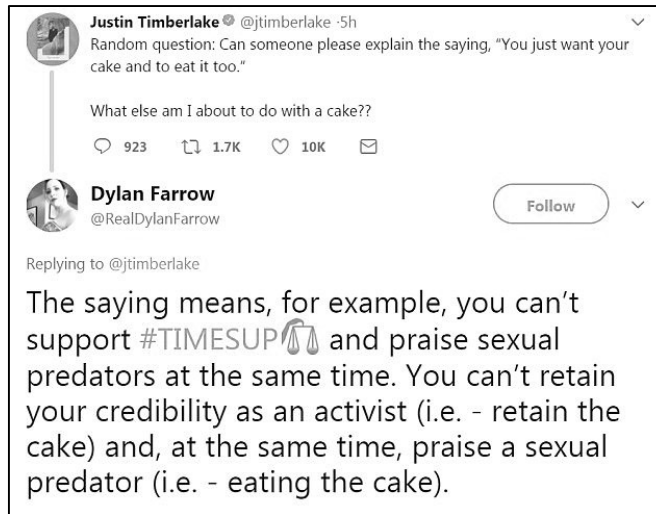 Justin Timberlake @jtimberlake ·5h
Random question: Can someone please explain the saying, "You just want your
cake and to eat it too."
What else am I about to do with a cake??
923 1.7K 10K
Dylan Farrow
@RealDylanFarrow
Follow
Replying to @jtimberlake
The saying means, for example, you can't
support #TIMESUP and praise sexual
predators at the same time. You can't retain
your credibility as an activist (i.e. - retain the
cake) and, at the same time, praise a sexual
predator (i.e. - eating the cake).